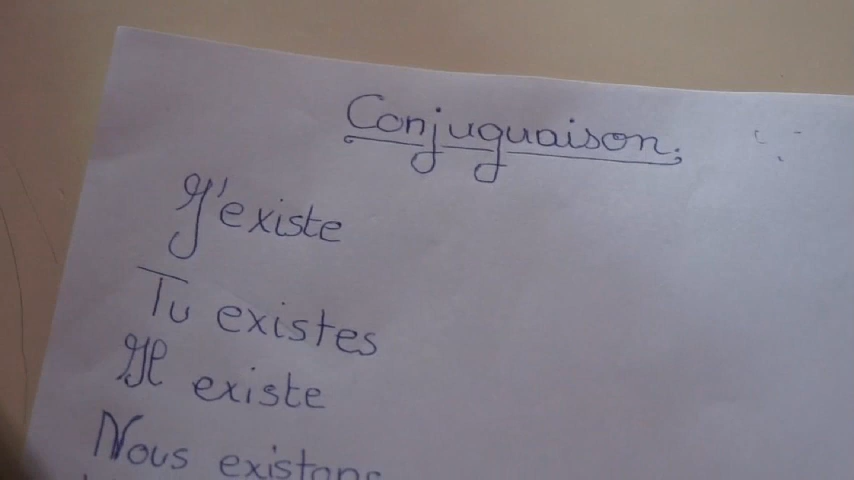 Conjuguaison.
J'existe
Tu existes
Il existe
Nous existons